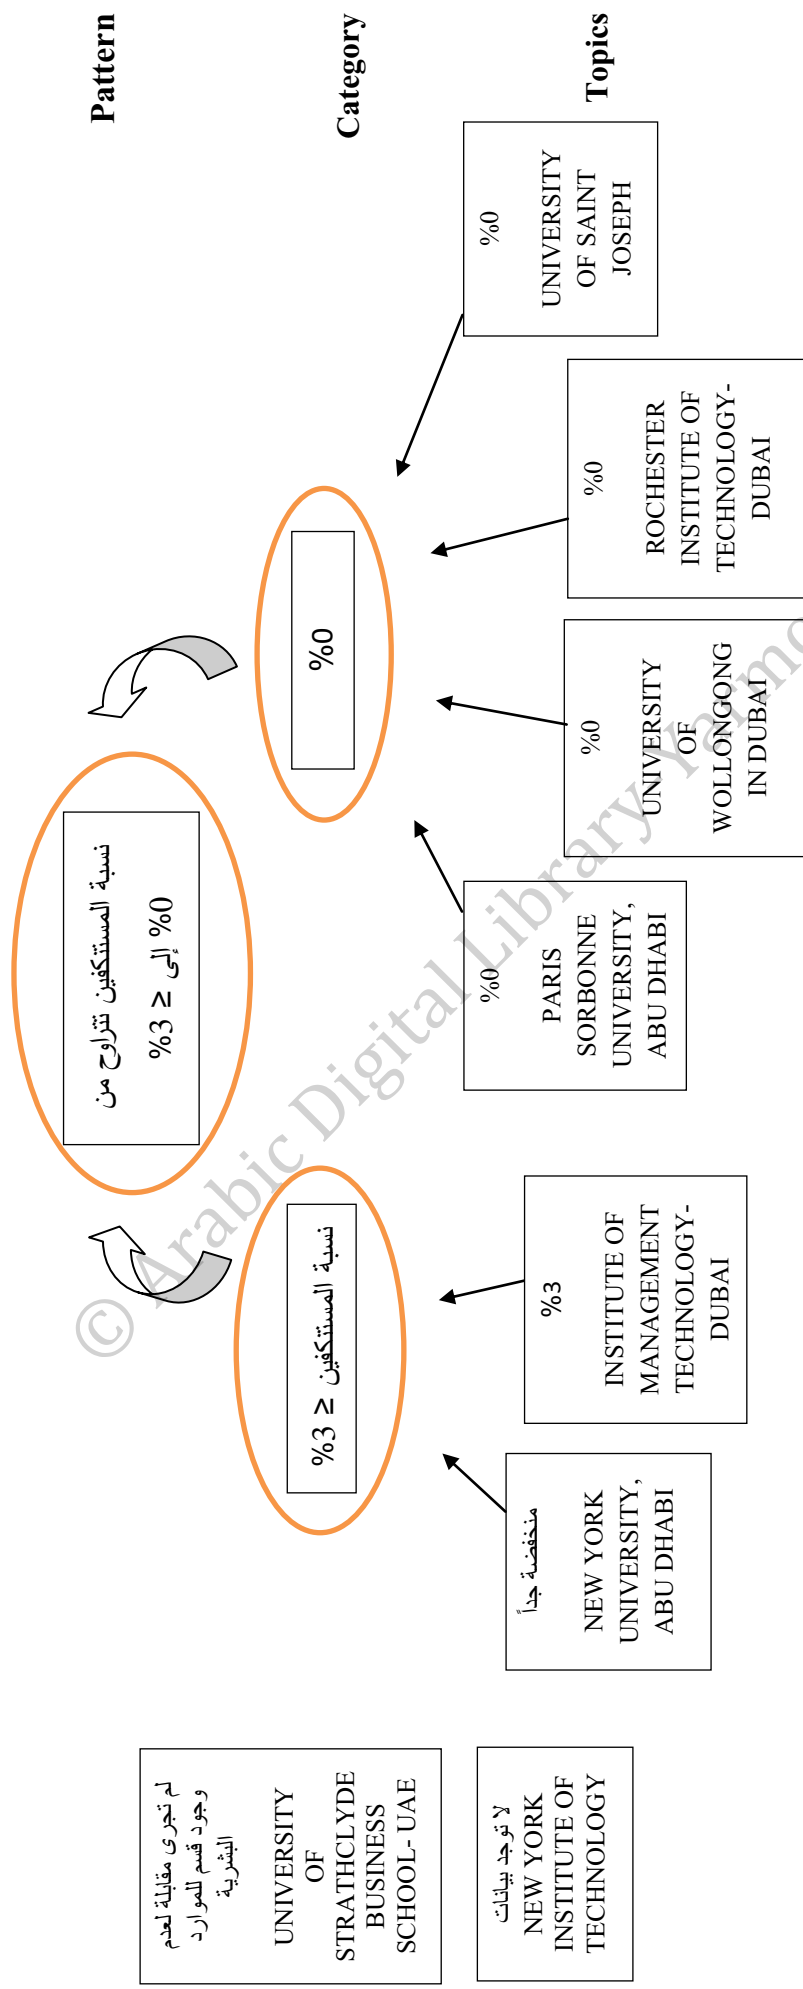 Pattern
نسبة المستنكفين تتراوح من
%0 إلى ≤ 3%
Category
نسبة المستنكفين ≤ 3%
%0
Topics
لم تجرى مقابلة لعدم
وجود قسم للموارد
البشرية
UNIVERSITY
OF
STRATHCLYDE
BUSINESS
SCHOOL- UAE
لا توجد بيانات
NEW YORK
INSTITUTE OF
TECHNOLOGY
منخفضة جداً
NEW YORK
UNIVERSITY,
ABU DHABI
%3
INSTITUTE OF
MANAGEMENT
TECHNOLOGY-
DUBAI
%0
PARIS
SORBONNE
UNIVERSITY,
ABU DHABI
%0
UNIVERSITY
OF
WOLLONGONG
IN DUBAI
%0
ROCHESTER
INSTITUTE OF
TECHNOLOGY-
DUBAI
%0
UNIVERSITY
OF SAINT
JOSEPH
© Arabic Digital Library Yarmo